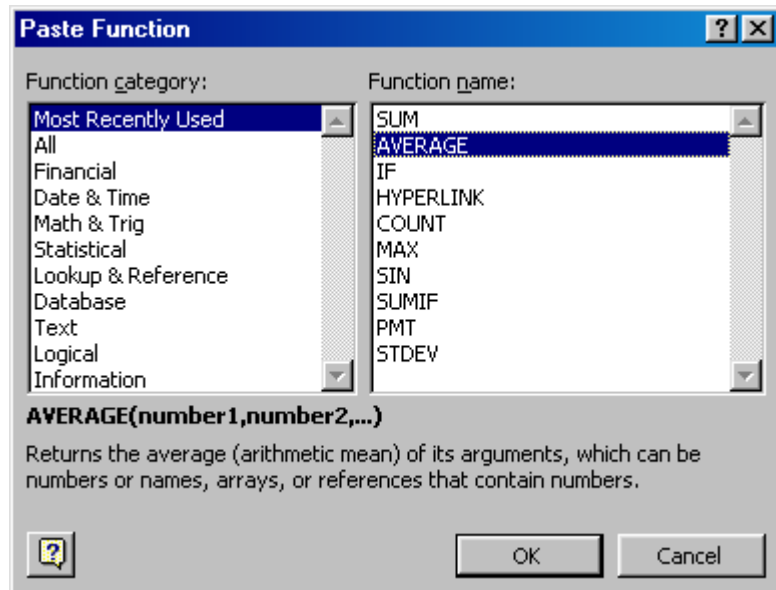 Paste Function
Function category:
Most Recently Used
All
Financial
Date & Time
Math & Trig
Statistical
Lookup & Reference
Database
Text
Logical
Information
Function name:
SUM
AVERAGE
IF
HYPERLINK
COUNT
MAX
SIN
SUMIF
PMT
STDEV
AVERAGE(number1,number2,...)
Returns the average (arithmetic mean) of its arguments, which can be
numbers or names, arrays, or references that contain numbers.
OK
Cancel